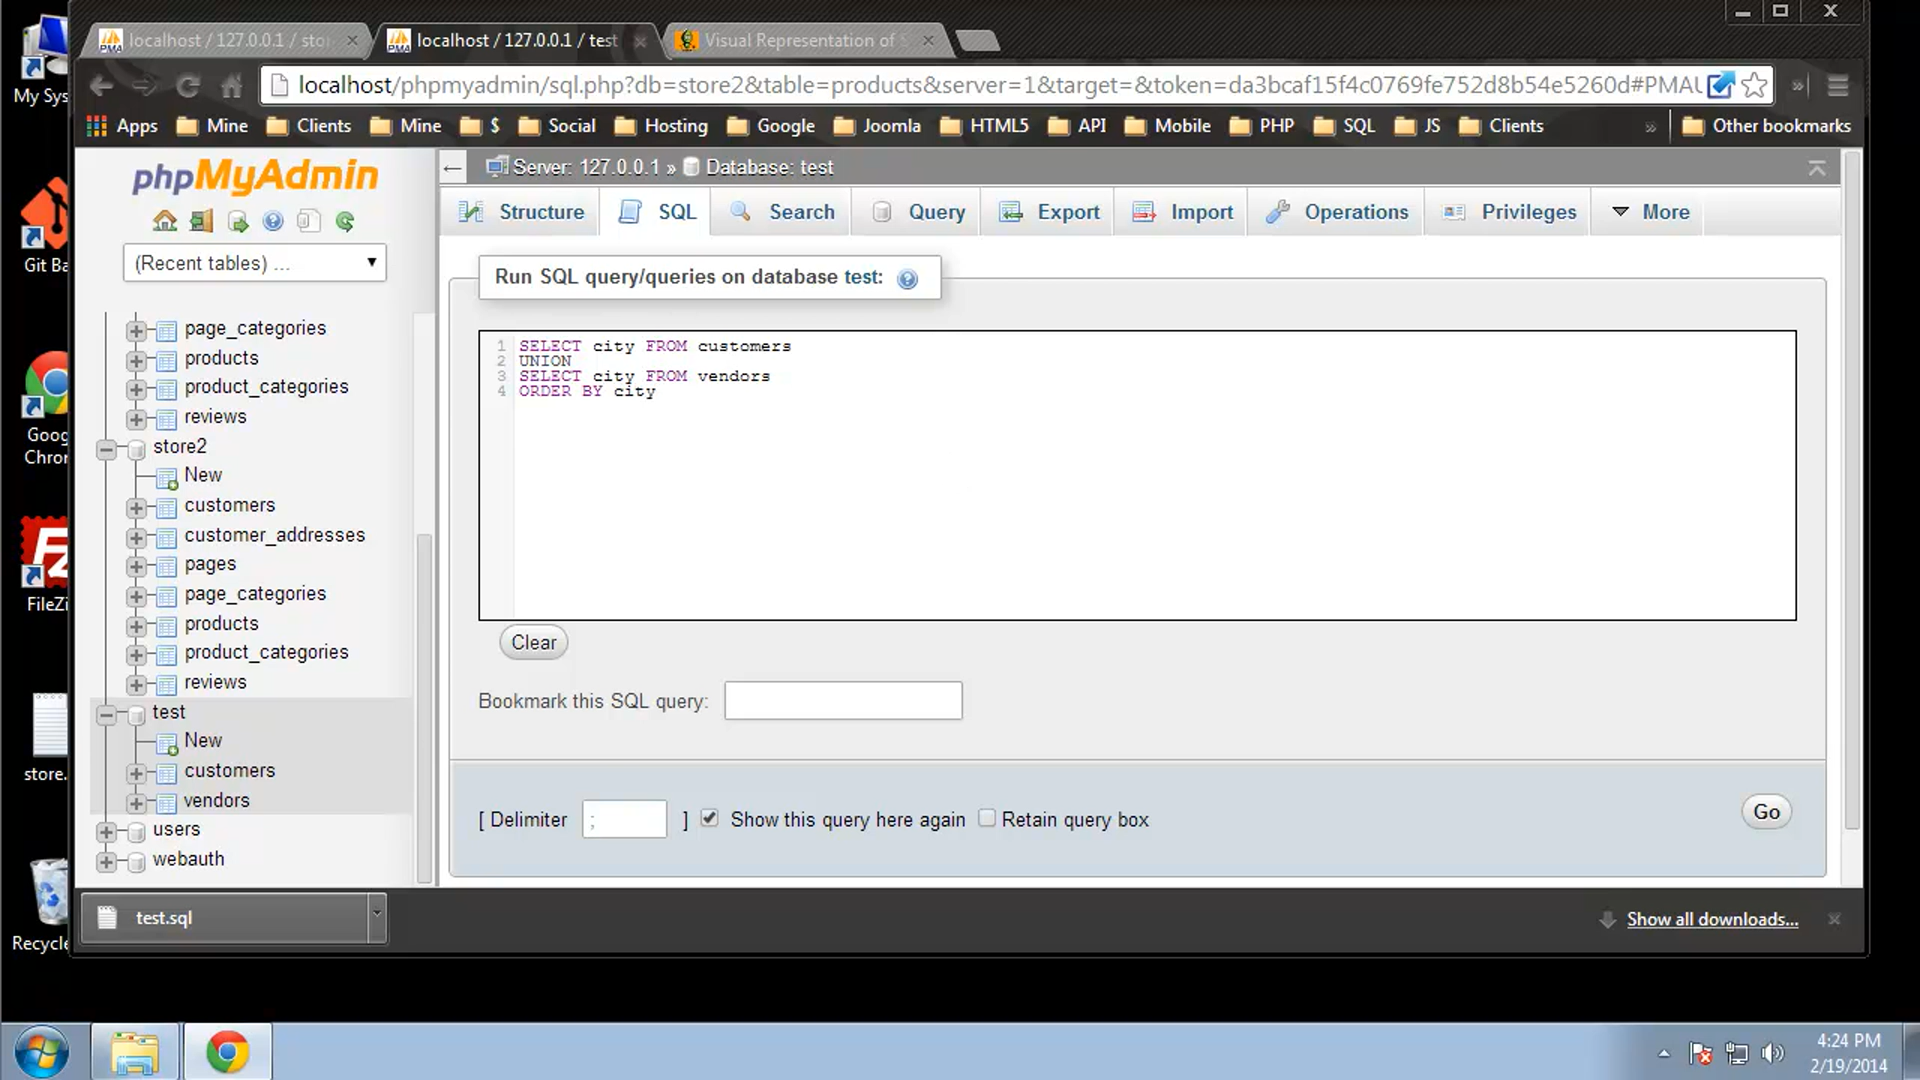 My Sys
Git Ba
Goog
Chron
FileZi
store.
Recycle
localhost / 127.0.0.1 / stor
localhost / 127.0.0.1 / test
Visual Representation of S
localhost/phpmyadmin/sql.php?db=store2&table=products&server=1&target=&token=da3bcaf15f4c0769fe752d8b54e5260d#PMAU
Apps Mine Clients Mine $ Social Hosting Google Joomla HTML5 API Mobile PHP SQL JS Clients » Other bookmarks
phpMyAdmin
(Recent tables) ...
page_categories
products
product_categories
reviews
store2
New
customers
customer_addresses
pages
page_categories
products
product_categories
reviews
test
New
customers
vendors
users
webauth
Server: 127.0.0.1 » Database: test
Structure SQL Search Query Export Import Operations Privileges More
Run SQL query/queries on database test:
1 SELECT city FROM customers
2 UNION
3 SELECT city FROM vendors
4 ORDER BY city
Clear
Bookmark this SQL query:
[ Delimiter ; ] Show this query here again Retain query box
Go
test.sql
Show all downloads...
4:24 PM
2/19/2014